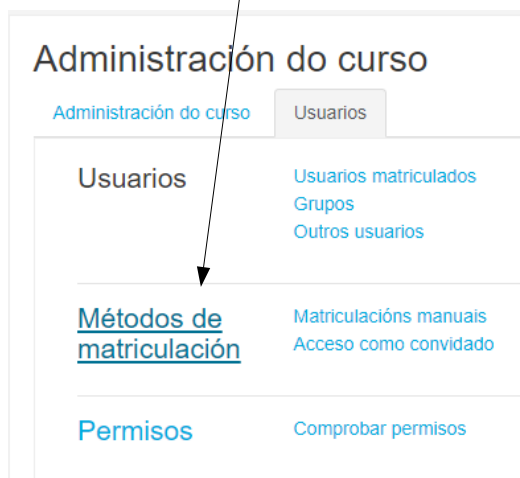 Administración do curso
Administración do curso
Usuarios
Usuarios
Usuarios matriculados
Grupos
Outros usuarios
Métodos de
matriculación
Matriculacións manuais
Acceso como convidado
Permisos
Comprobar permisos